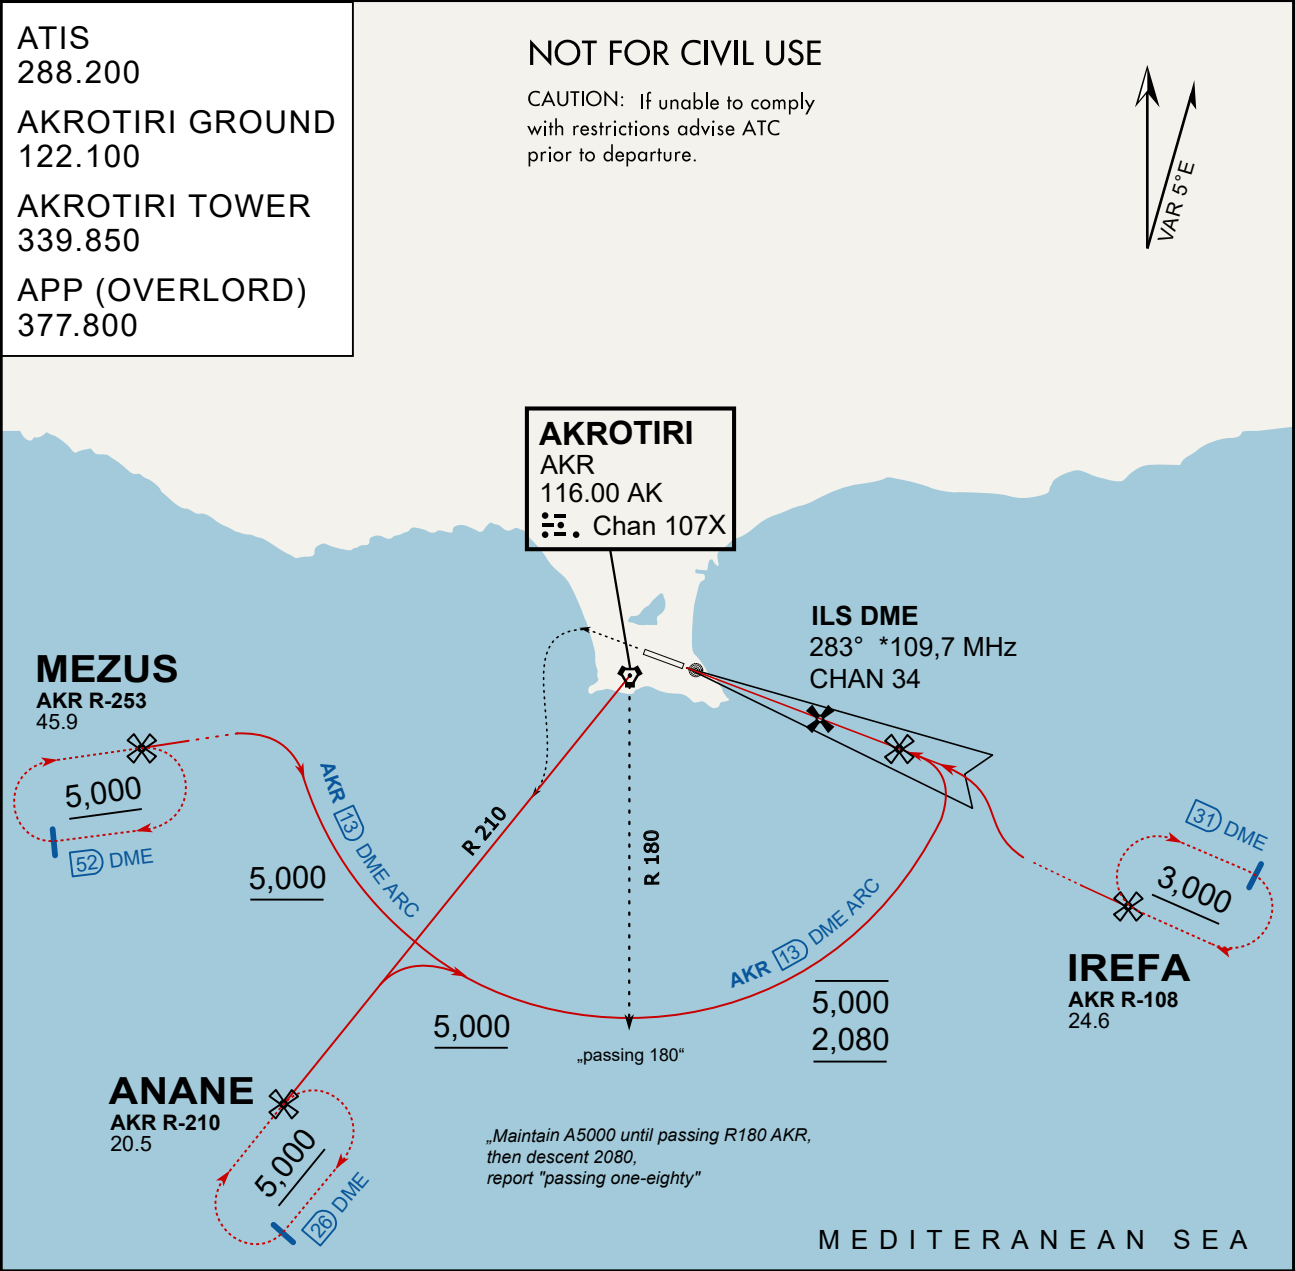 ATIS
288.200
AKROTIRI GROUND
122.100
AKROTIRI TOWER
339.850
APP (OVERLORD)
377.800
NOT FOR CIVIL USE
CAUTION: If unable to comply
with restrictions advise ATC
prior to departure.
VAR 5°E
AKROTIRI
AKR
116.00 AK
Chan 107X
ILS DME
283° *109,7 MHz
CHAN 34
MEZUS
AKR R-253
45.9
5,000
52 DME
AKR 13 DME ARC
5,000
R 210
R 180
31 DME
3,000
IREFA
AKR R-108
24.6
AKR 13 DME ARC
5,000
2,080
5,000
„passing 180“
ANANE
AKR R-210
20.5
5,000
26 DME
„Maintain A5000 until passing R180 AKR,
then descent 2080,
report "passing one-eighty"
MEDITERANEAN SEA